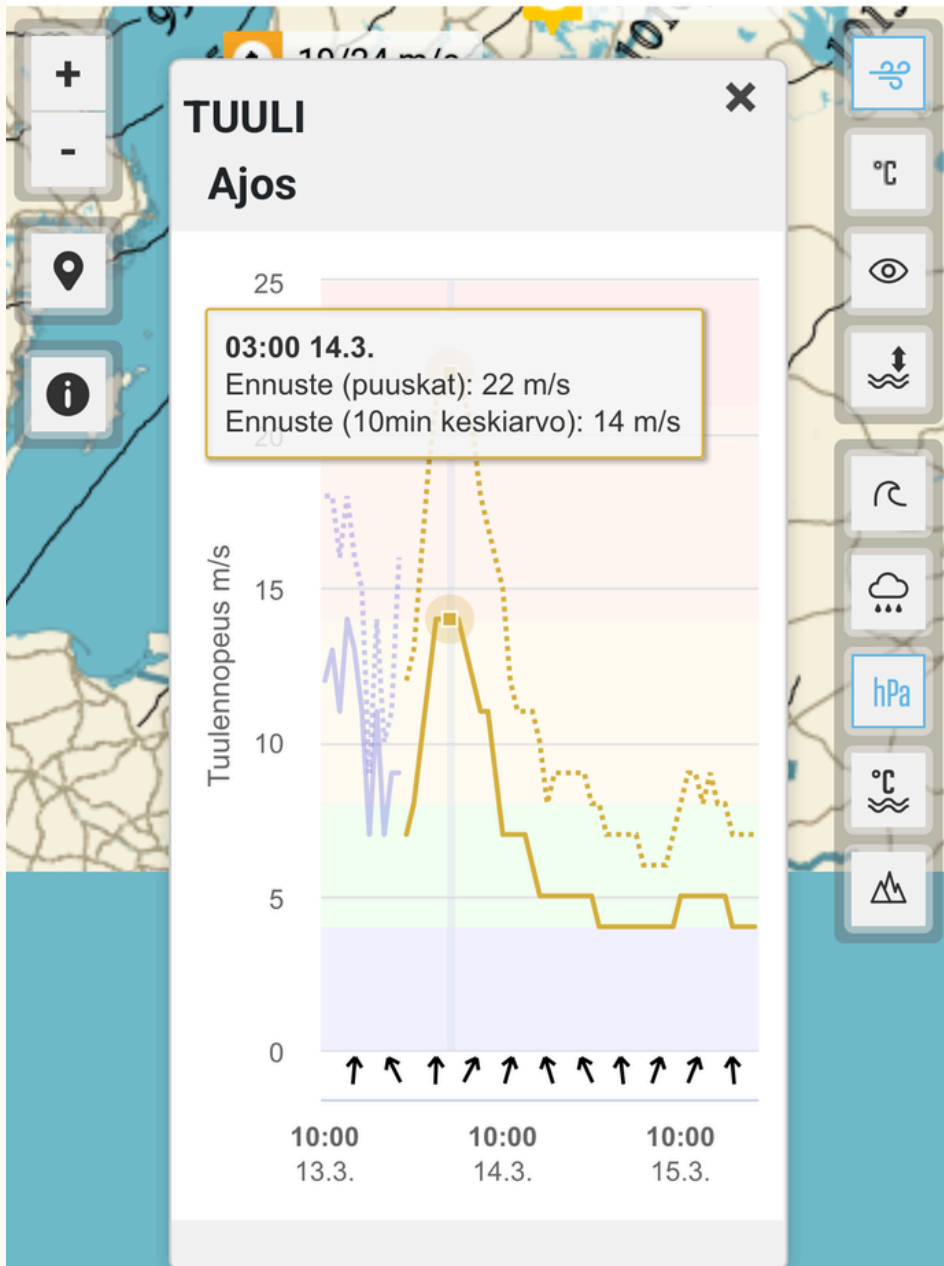 +
-
TUULI
Ajos
25
03:00 14.3.
Ennuste (puuskat): 22 m/s
Ennuste (10min keskiarvo): 14 m/s
20
15
10
5
0
Tuulennopeus m/s
10:00
13.3.
10:00
14.3.
10:00
15.3.
°C
hPa
°C